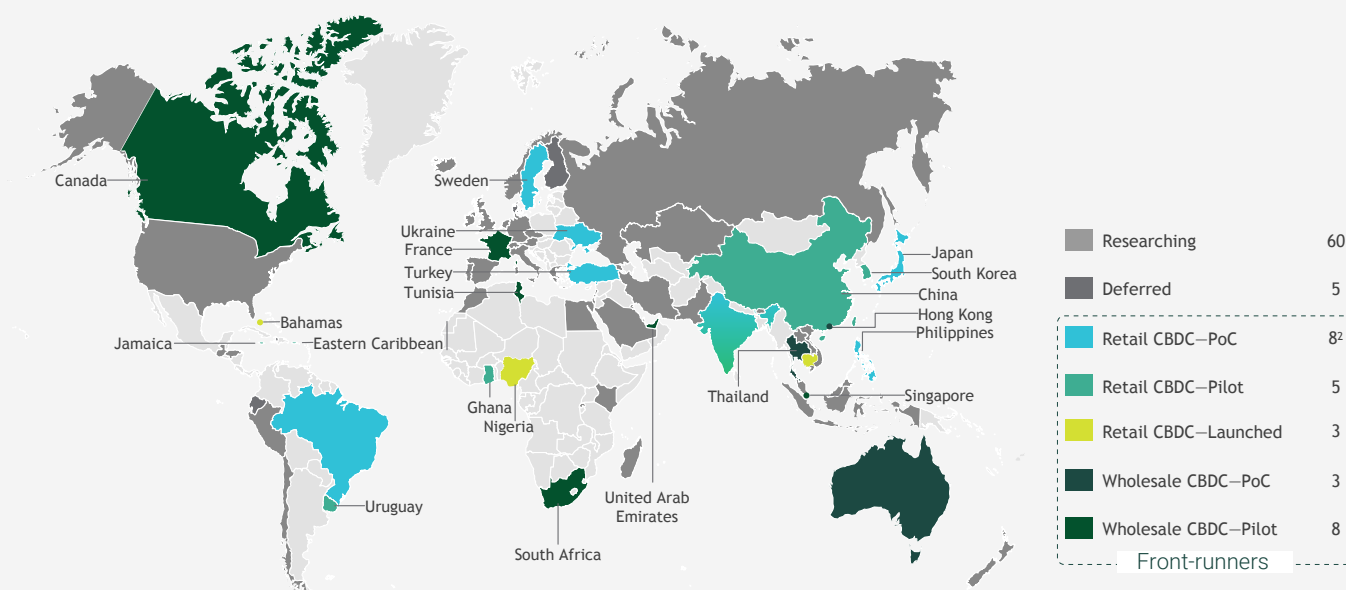 Canada
Sweden
Ukraine
France
Turkey
Tunisia
Bahamas
Jamaica
Eastern Caribbean
Ghana
Nigeria
Uruguay
South Africa
United Arab
Emirates
Thailand
Singapore
Japan
South Korea
China
Hong Kong
Philippines
Researching 60
Deferred 5
Retail CBDC—PoC 8²
Retail CBDC—Pilot 5
Retail CBDC—Launched 3
Wholesale CBDC—PoC 3
Wholesale CBDC—Pilot 8
Front-runners